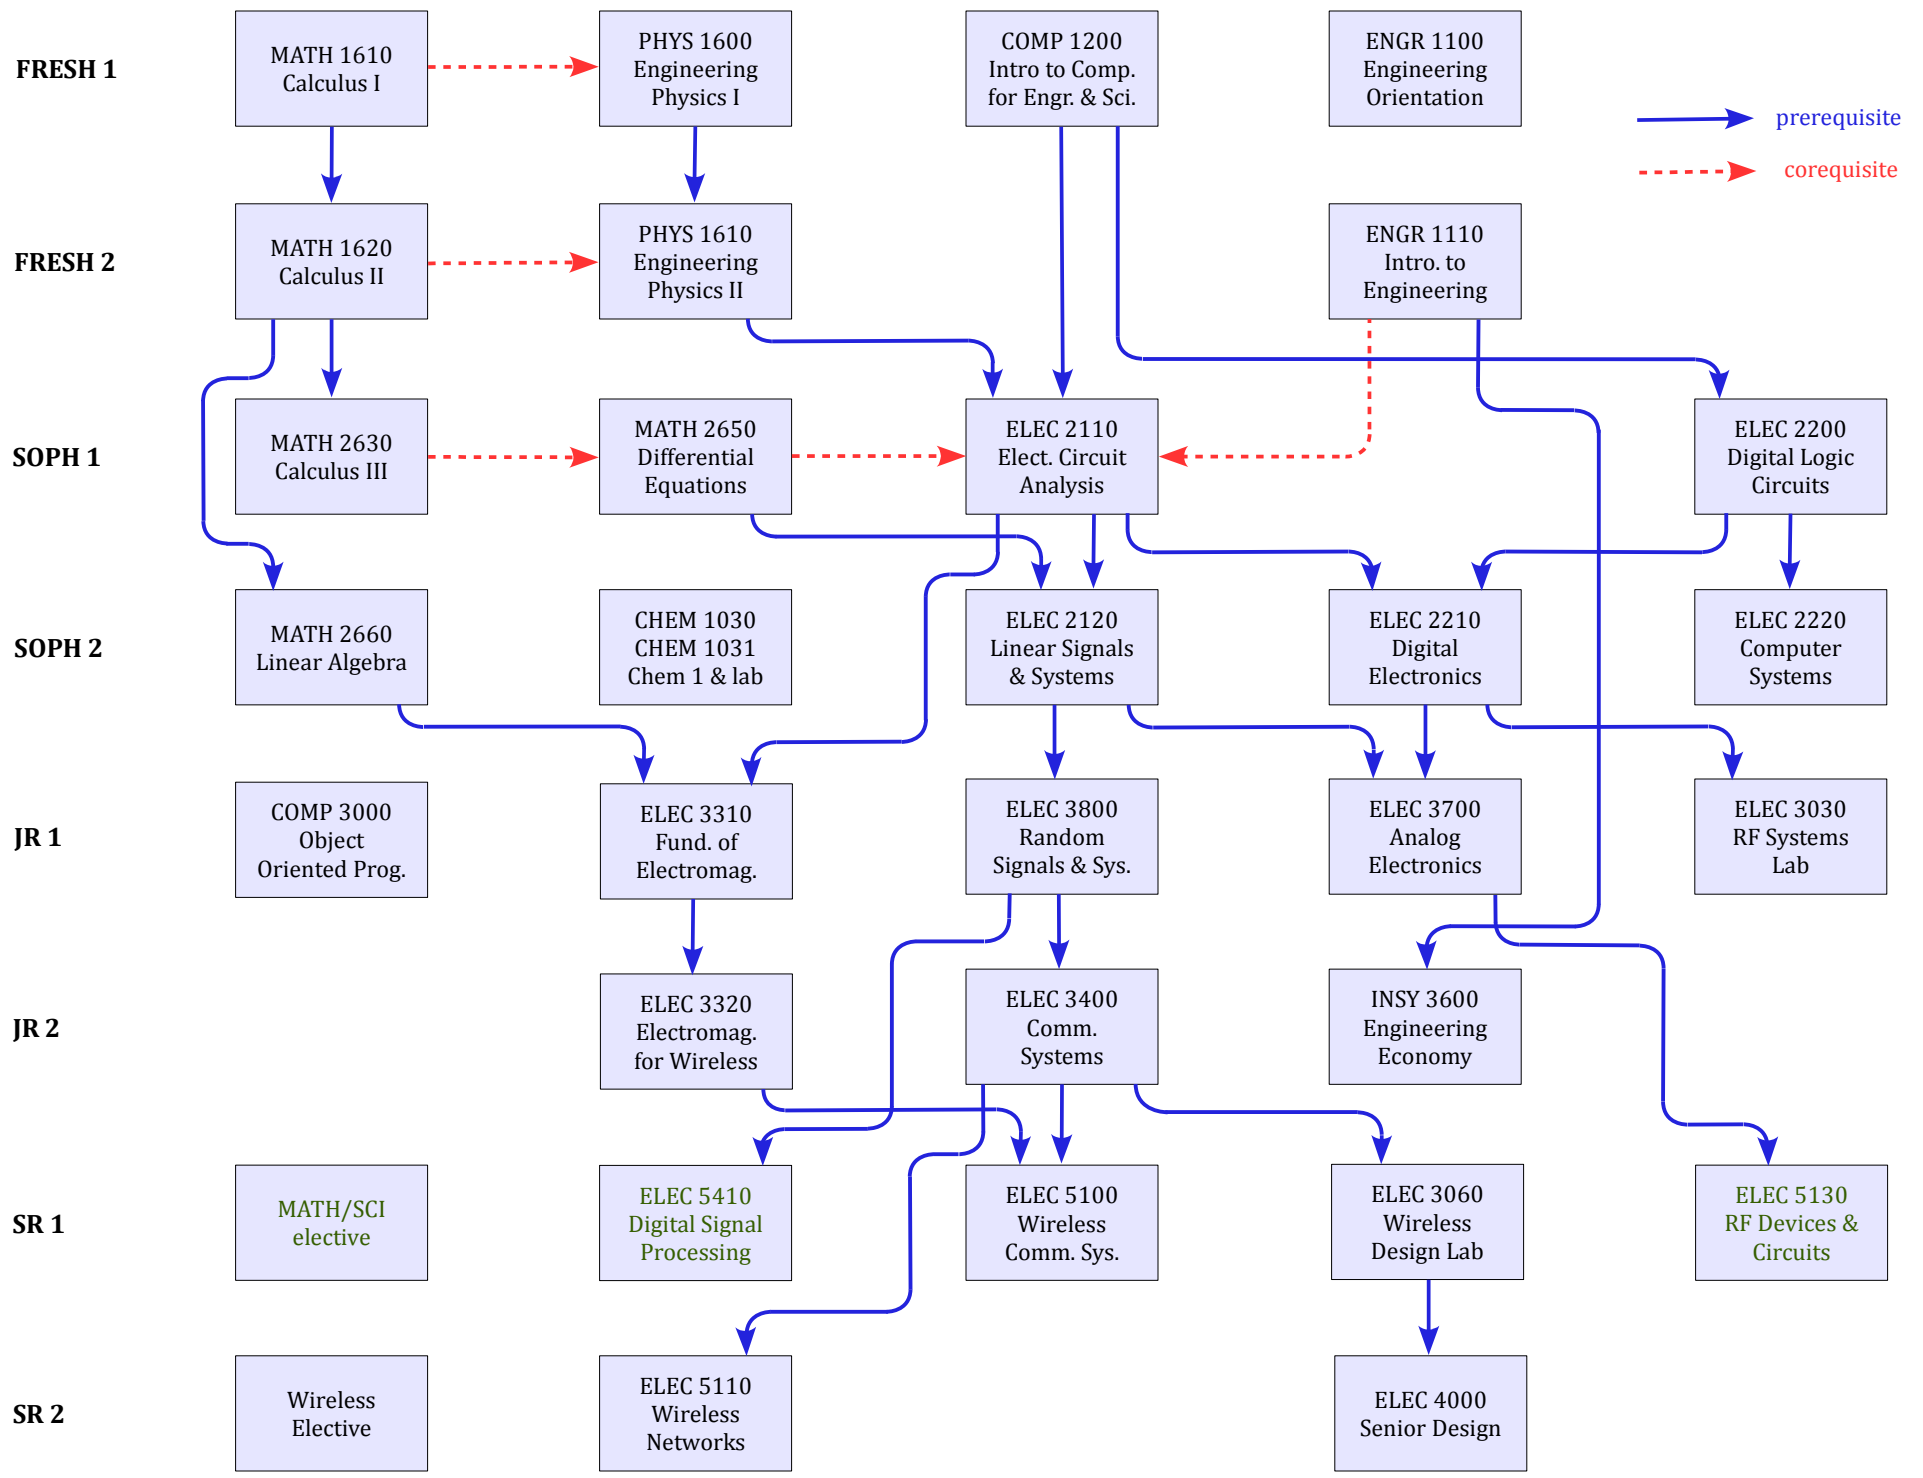 FRESH 1
MATH 1610
Calculus I
PHYS 1600
Engineering
Physics I
COMP 1200
Intro to Comp.
for Engr. & Sci.
ENGR 1100
Engineering
Orientation
prerequisite
corequisite
FRESH 2
MATH 1620
Calculus II
PHYS 1610
Engineering
Physics II
ENGR 1110
Intro. to
Engineering
SOPH 1
MATH 2630
Calculus III
MATH 2650
Differential
Equations
ELEC 2110
Elect. Circuit
Analysis
ELEC 2200
Digital Logic
Circuits
SOPH 2
MATH 2660
Linear Algebra
CHEM 1030
CHEM 1031
Chem 1 & lab
ELEC 2120
Linear Signals
& Systems
ELEC 2210
Digital
Electronics
ELEC 2220
Computer
Systems
JR 1
COMP 3000
Object
Oriented Prog.
ELEC 3310
Fund. of
Electromag.
ELEC 3800
Random
Signals & Sys.
ELEC 3700
Analog
Electronics
ELEC 3030
RF Systems
Lab
JR 2
ELEC 3320
Electromag.
for Wireless
ELEC 3400
Comm.
Systems
INSY 3600
Engineering
Economy
SR 1
MATH/SCI
elective
ELEC 5410
Digital Signal
Processing
ELEC 5100
Wireless
Comm. Sys.
ELEC 3060
Wireless
Design Lab
ELEC 5130
RF Devices &
Circuits
SR 2
Wireless
Elective
ELEC 5110
Wireless
Networks
ELEC 4000
Senior Design